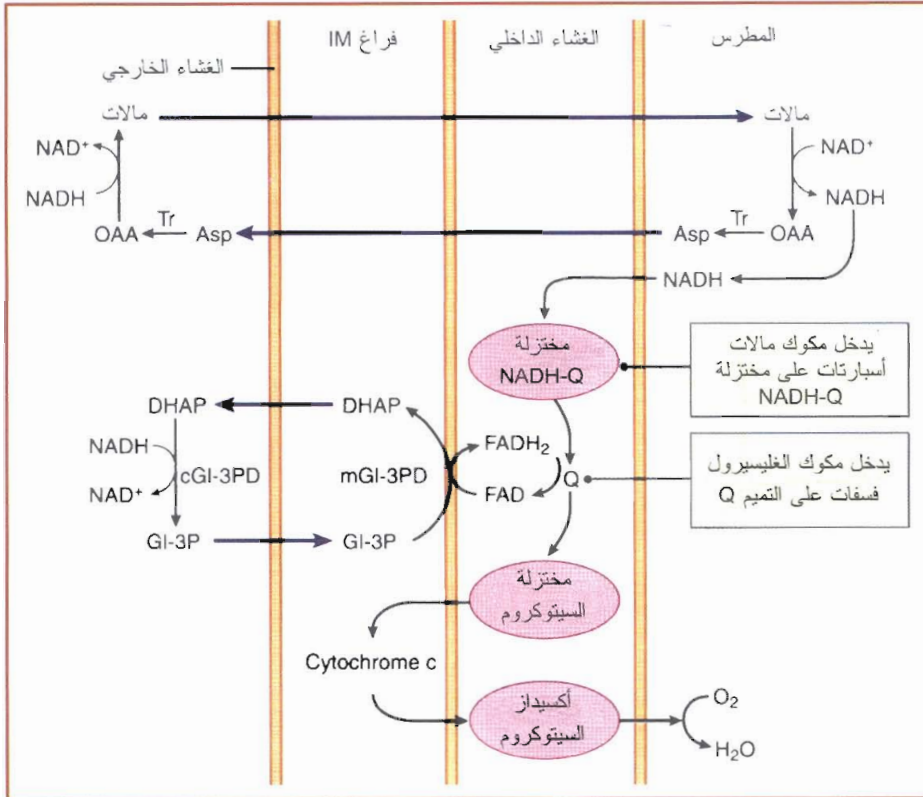 المطرس
الغشاء الداخلي
فراغ IM
الغشاء الخارجي
مالات
مالات
NAD⁺
NADH
NAD⁺
NADH
OAA
Tr
Asp
Asp
Tr
OAA
NADH
مختزلة
NADH-Q
يدخل مكوك مالات
أسبارتات على مختزلة
NADH-Q
DHAP
DHAP
NADH
cGl-3PD
NAD⁺
mGl-3PD
FADH₂
FAD
Q
يدخل مكوك الغليسيرول
فسفات على التميم Q
Gl-3P
Gl-3P
مختزلة
السيتوكروم
Cytochrome c
أكسيداز
السيتوكروم
O₂
H₂O